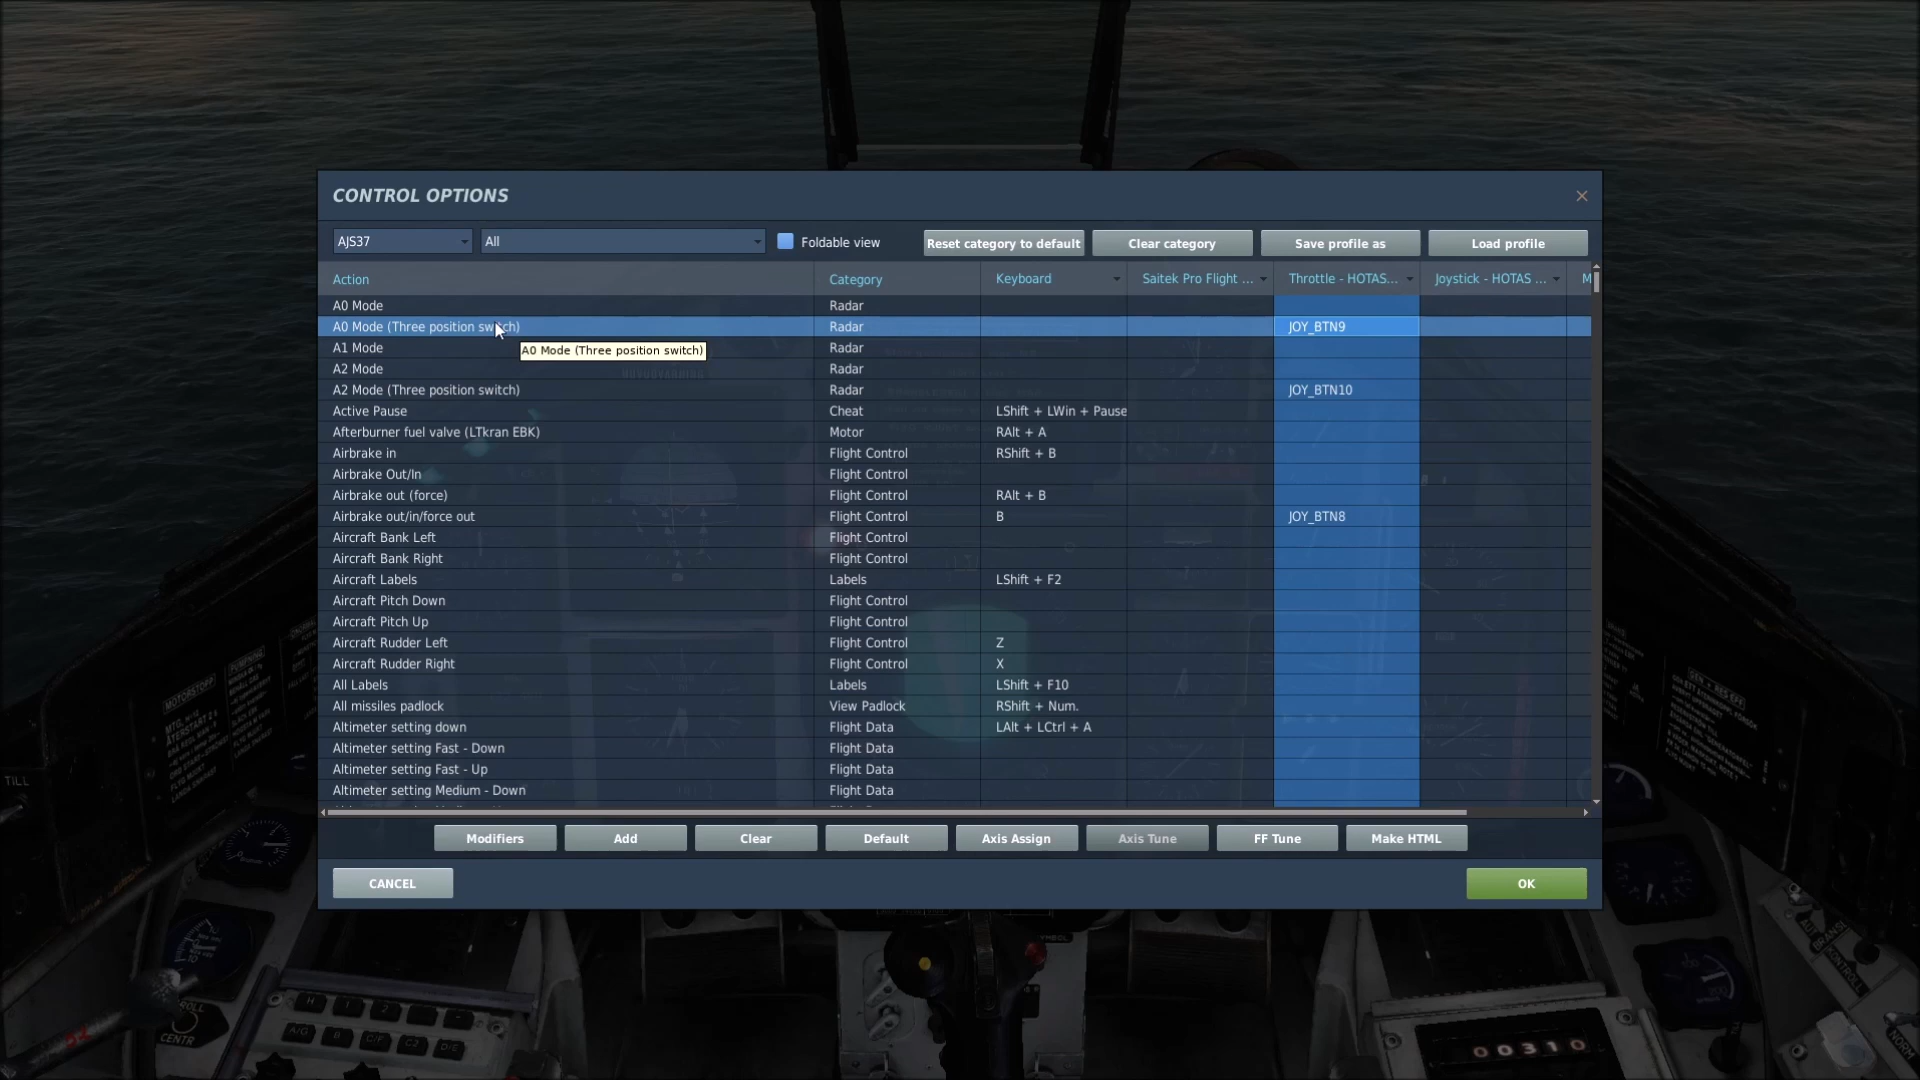 CONTROL OPTIONS
AJS37 All Foldable view Reset category to default Clear category Save profile as Load profile
Action Category Keyboard Saitek Pro Flight ... Throttle - HOTAS... Joystick - HOTAS ... M
A0 Mode Radar
A0 Mode (Three position switch) Radar JOY_BTN9
A0 Mode (Three position switch)
A1 Mode Radar
A2 Mode Radar
A2 Mode (Three position switch) Radar JOY_BTN10
Active Pause Cheat LShift + LWin + Pause
Afterburner fuel valve (LTkran EBK) Motor RAlt + A
Airbrake in Flight Control RShift + B
Airbrake Out/In Flight Control
Airbrake out (force) Flight Control RAlt + B
Airbrake out/in/force out Flight Control B JOY_BTN8
Aircraft Bank Left Flight Control
Aircraft Bank Right Flight Control
Aircraft Labels Labels LShift + F2
Aircraft Pitch Down Flight Control
Aircraft Pitch Up Flight Control
Aircraft Rudder Left Flight Control Z
Aircraft Rudder Right Flight Control X
All Labels Labels LShift + F10
All missiles padlock View Padlock RShift + Num.
Altimeter setting down Flight Data LAlt + LCtrl + A
Altimeter setting Fast - Down Flight Data
Altimeter setting Fast - Up Flight Data
Altimeter setting Medium - Down Flight Data
Modifiers Add Clear Default Axis Assign Axis Tune FF Tune Make HTML
CANCEL OK
MOTORSTOPP
TILL
CENTR
00310